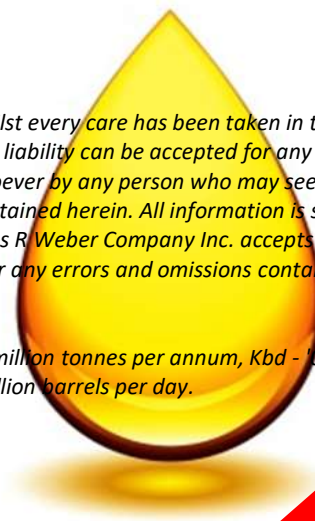 lst every care has been taken in t
liability can be accepted for any
ever by any person who may see
tained herein. All information is s
s R Weber Company Inc. accepts
r any errors and omissions conta
million tonnes per annum, Kbd - '
llion barrels per day.